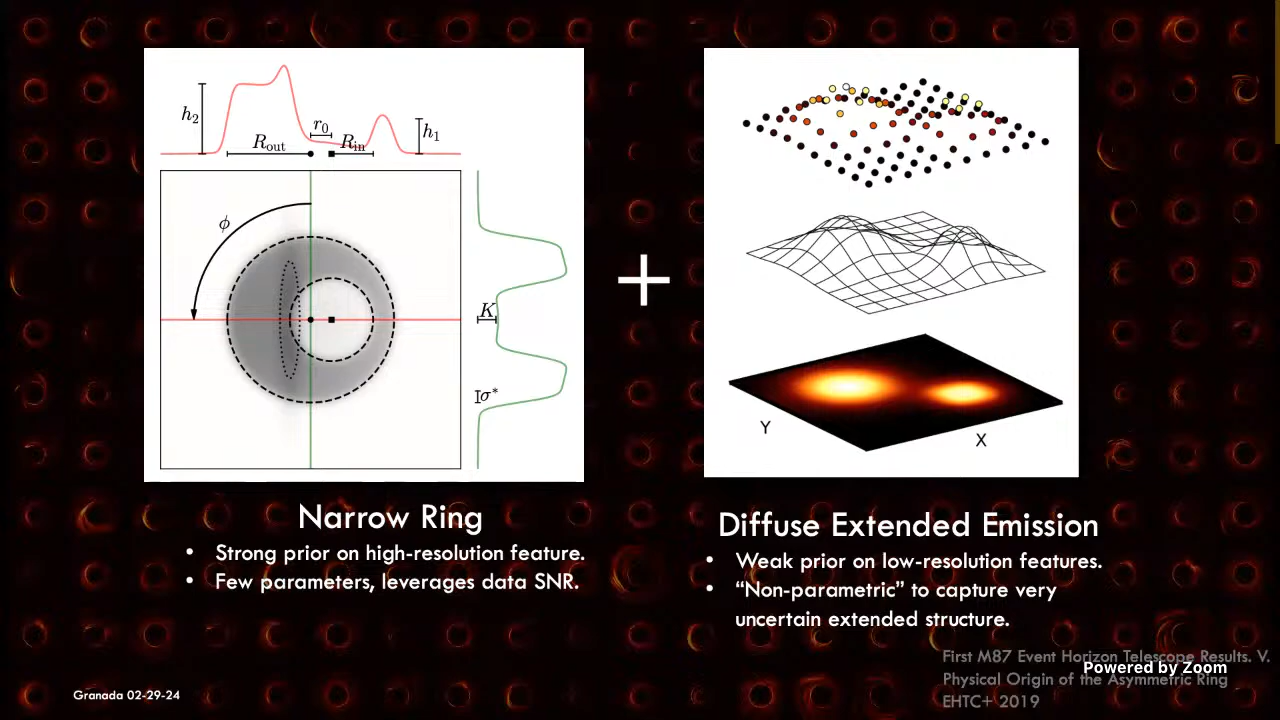 h₂
R_out
r₀
R_in
h₁
ϕ
K
σ*
+
Y
X
Narrow Ring
• Strong prior on high-resolution feature.
• Few parameters, leverages data SNR.
Diffuse Extended Emission
• Weak prior on low-resolution features.
• “Non-parametric” to capture very
uncertain extended structure.
First M87 Event Horizon Telescope Results. V.
Powered by Zoom
Physical Origin of the Asymmetric Ring
EHTC+ 2019
Granada 02-29-24